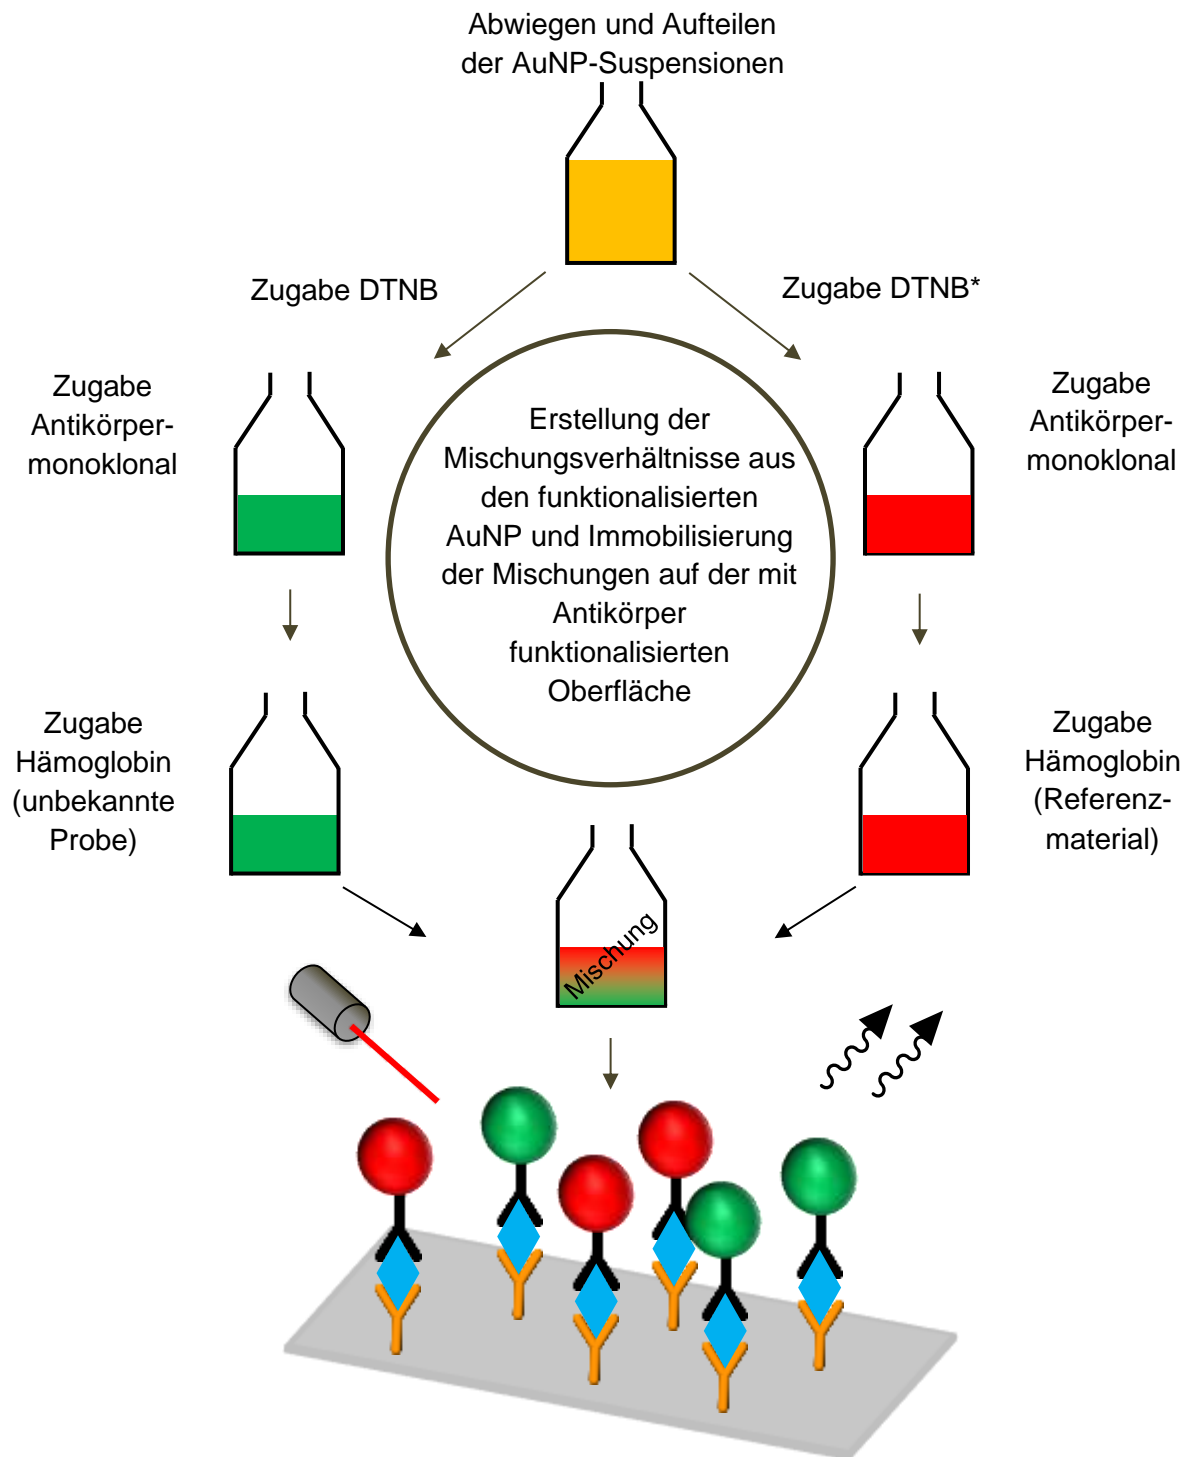 Abwiegen und Aufteilen
der AuNP-Suspensionen
Zugabe DTNB
Zugabe DTNB*
Zugabe
Antikörper-
monoklonal
Zugabe
Antikörper-
monoklonal
Erstellung der
Mischungsverhältnisse aus
den funktionalisierten
AuNP und Immobilisierung
der Mischungen auf der mit
Antikörper
funktionalisierten
Oberfläche
Zugabe
Hämoglobin
(unbekannte
Probe)
Zugabe
Hämoglobin
(Referenz-
material)
Mischung